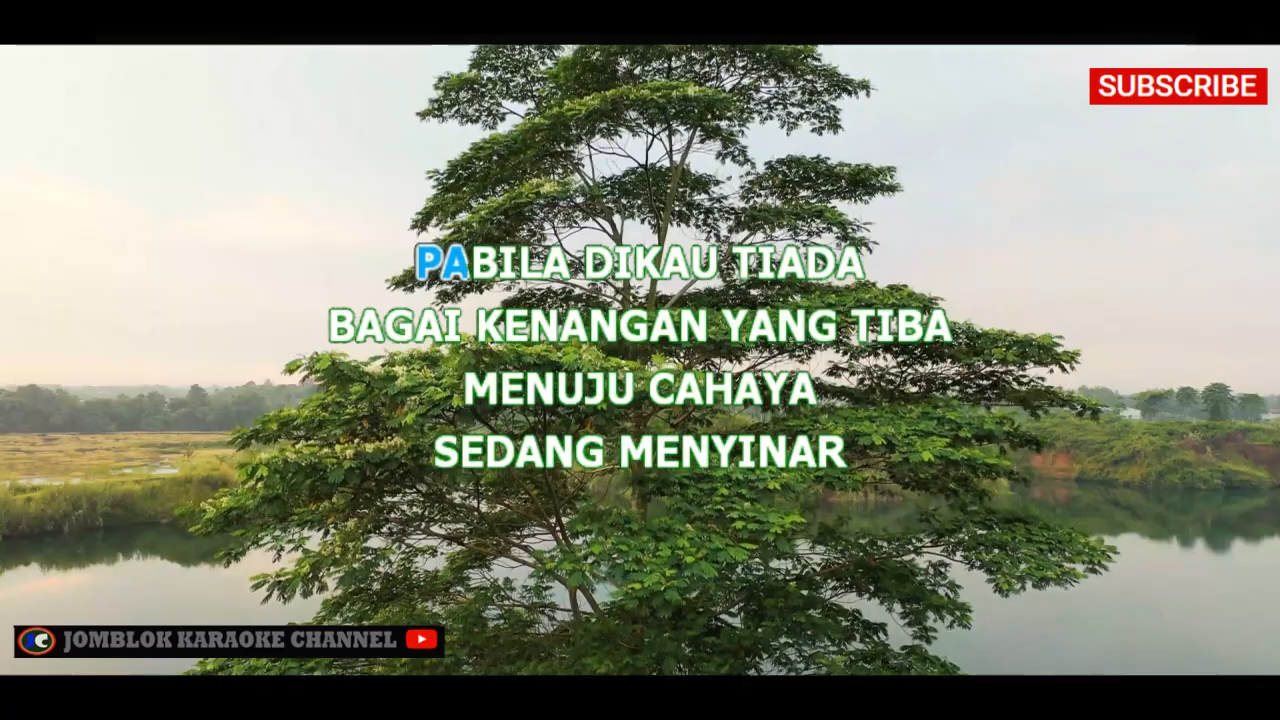 SUBSCRIBE
PABILA DIKAU TIADA
BAGAI KENANGAN YANG TIBA
MENUJU CAHAYA
SEDANG MENYINAR
JOMBLOK KARAOKE CHANNEL